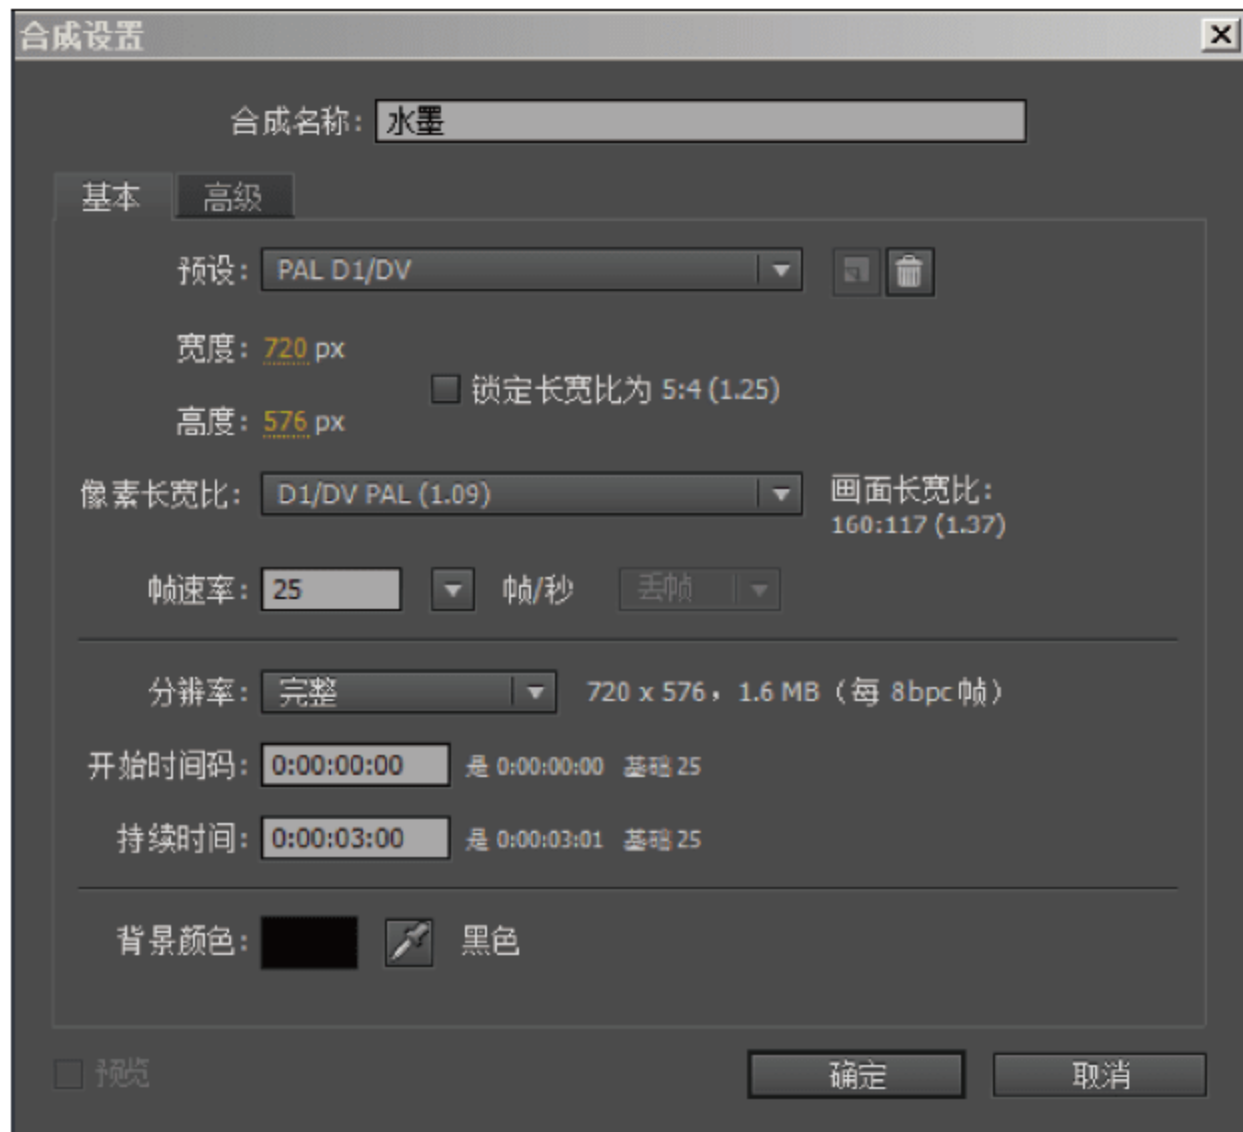 合成设置
合成名称: 水墨
基本 高级
预设: PAL D1/DV
宽度: 720 px
锁定长宽比为 5:4 (1.25)
高度: 576 px
像素长宽比: D1/DV PAL (1.09) 画面长宽比:
160:117 (1.37)
帧速率: 25 帧/秒 丢帧
分辨率: 完整 720 x 576，1.6 MB（每 8bpc 帧）
开始时间码: 0:00:00:00 是 0:00:00:00 基础 25
持续时间: 0:00:03:00 是 0:00:03:01 基础 25
背景颜色: 黑色
预览 确定 取消